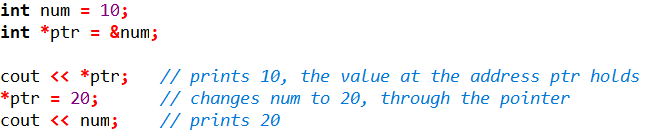 int num = 10;
int *ptr = &num;
cout << *ptr;   // prints 10, the value at the address ptr holds
*ptr = 20;      // changes num to 20, through the pointer
cout << num;    // prints 20